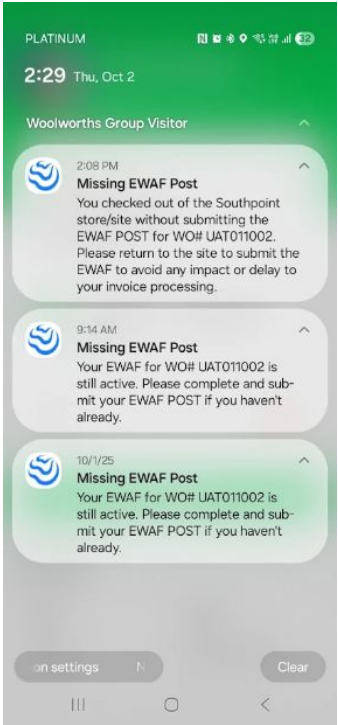 PLATINUM
32
2:29 Thu, Oct 2
Woolworths Group Visitor
2:08 PM
Missing EWAF Post
You checked out of the Southpoint
store/site without submitting the
EWAF POST for WO# UAT011002.
Please return to the site to submit the
EWAF to avoid any impact or delay to
your invoice processing.
9:14 AM
Missing EWAF Post
Your EWAF for WO# UAT011002 is
still active. Please complete and sub-
mit your EWAF POST if you haven't
already.
10/1/25
Missing EWAF Post
Your EWAF for WO# UAT011002 is
still active. Please complete and sub-
mit your EWAF POST if you haven't
already.
on settings N
Clear